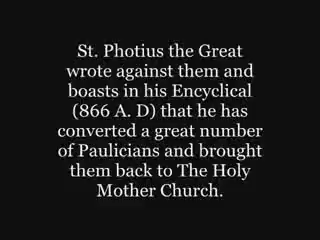 St. Photius the Great
wrote against them and
boasts in his Encyclical
(866 A. D) that he has
converted a great number
of Paulicians and brought
them back to The Holy
Mother Church.